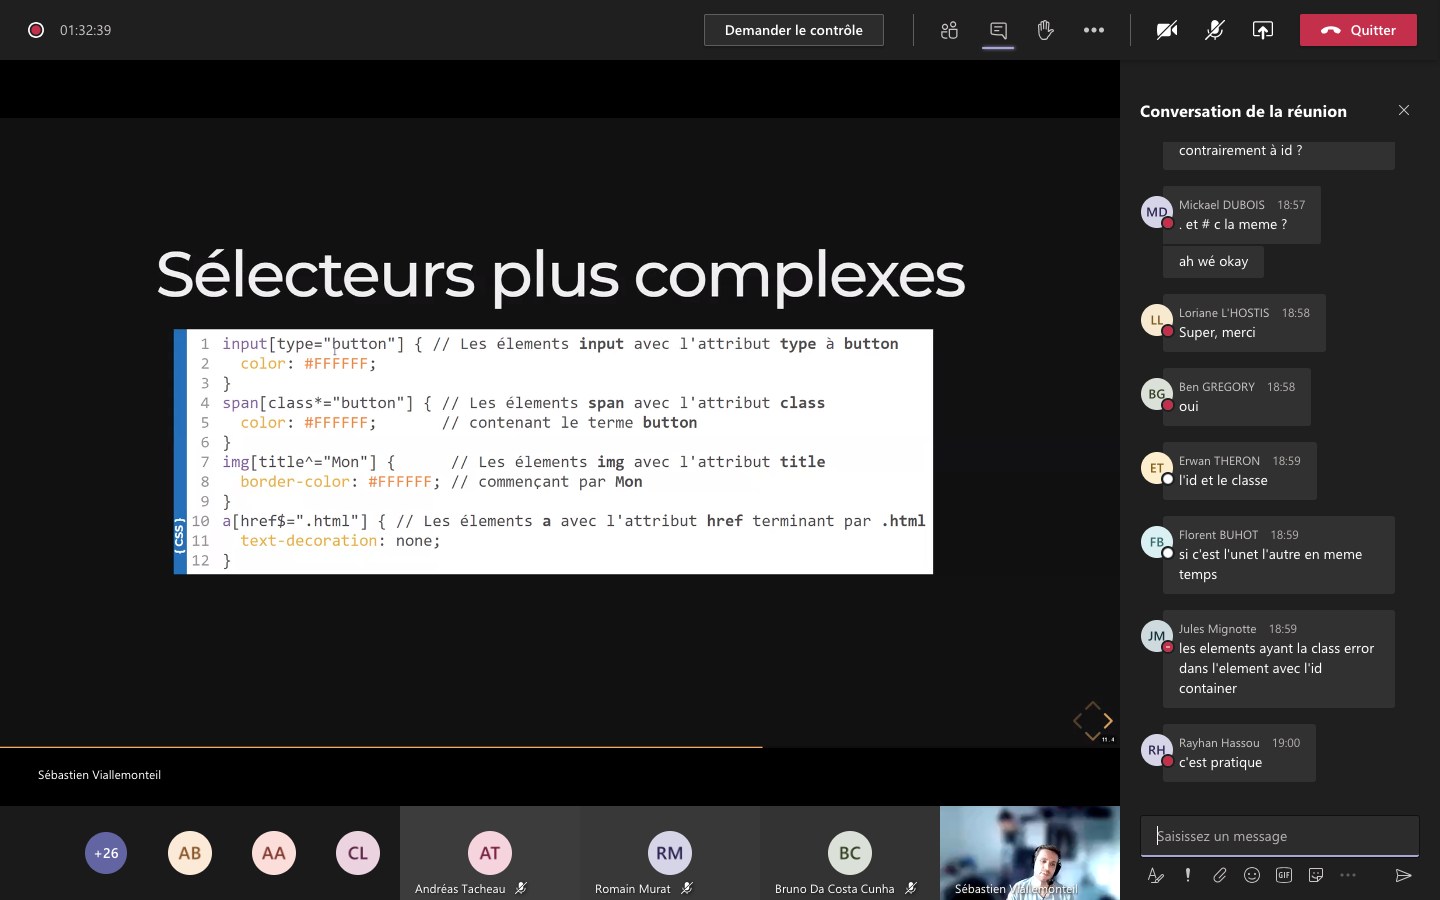 01:32:39
Demander le contrôle
Quitter
Sélecteurs plus complexes
1 input[type="button"] { // Les élements input avec l'attribut type à button
2 color: #FFFFFF;
3 }
4 span[class*="button"] { // Les élements span avec l'attribut class
5 color: #FFFFFF; // contenant le terme button
6 }
7 img[title^="Mon"] { // Les élements img avec l'attribut title
8 border-color: #FFFFFF; // commençant par Mon
9 }
10 a[href$=".html"] { // Les élements a avec l'attribut href terminant par .html
11 text-decoration: none;
12 }
{CSS}
11.4
Sébastien Viallemonteil
+26
AB
AA
CL
AT
Andréas Tacheau
RM
Romain Murat
BC
Bruno Da Costa Cunha
Sébastien Viallemonteil
Conversation de la réunion
contrairement à id ?
MD
Mickael DUBOIS 18:57
. et # c la meme ?
ah wé okay
LL
Loriane L'HOSTIS 18:58
Super, merci
BG
Ben GREGORY 18:58
oui
ET
Erwan THERON 18:59
l'id et le classe
FB
Florent BUHOT 18:59
si c'est l'unet l'autre en meme
temps
JM
Jules Mignotte 18:59
les elements ayant la class error
dans l'element avec l'id
container
RH
Rayhan Hassou 19:00
c'est pratique
Saisissez un message
GIF